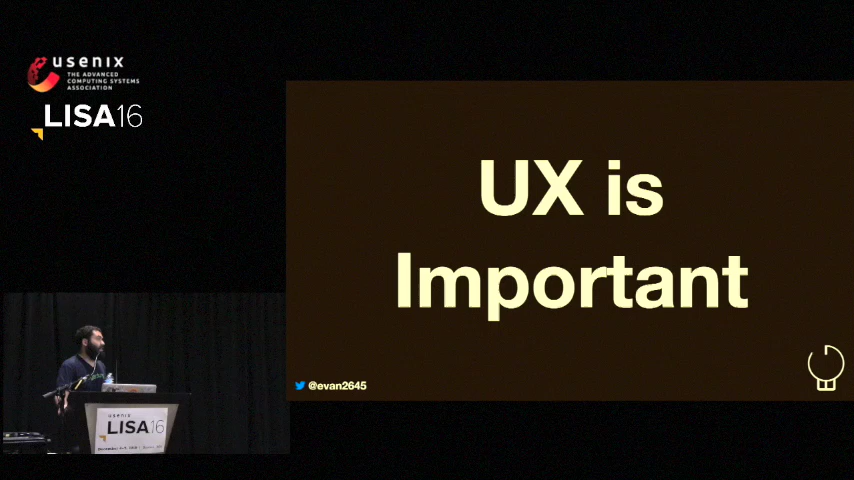 usenix
THE ADVANCED
COMPUTING SYSTEMS
ASSOCIATION
LISA16
UX is
Important
@evan2645
usenix
LISA16